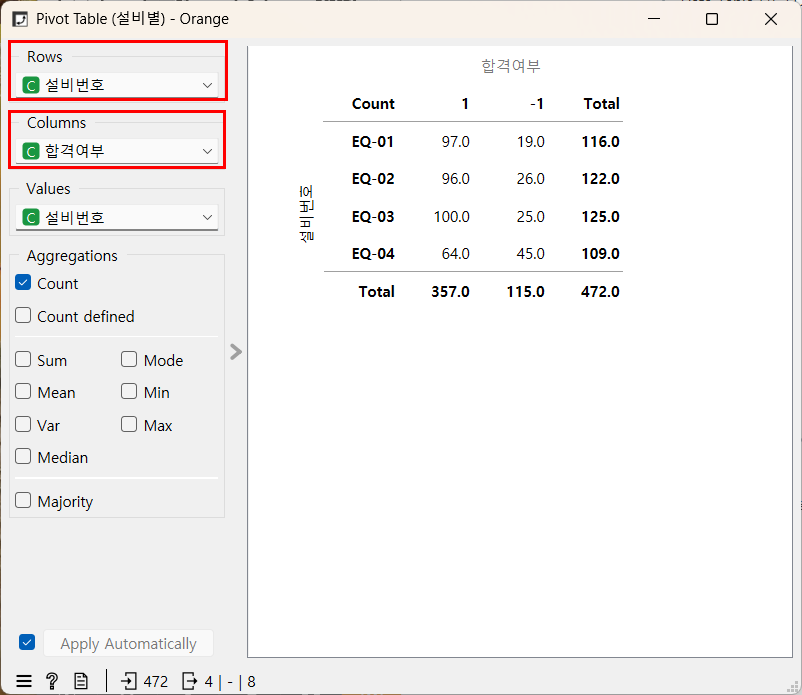 Pivot Table (설비별) - Orange
Rows
C 설비번호
Columns
C 합격여부
Values
C 설비번호
Aggregations
Count
Count defined
Sum Mode
Mean Min
Var Max
Median
Majority
Apply Automatically
472 4 | - | 8
합격여부
설비번호
Count 1 -1 Total
EQ-01 97.0 19.0 116.0
EQ-02 96.0 26.0 122.0
EQ-03 100.0 25.0 125.0
EQ-04 64.0 45.0 109.0
Total 357.0 115.0 472.0